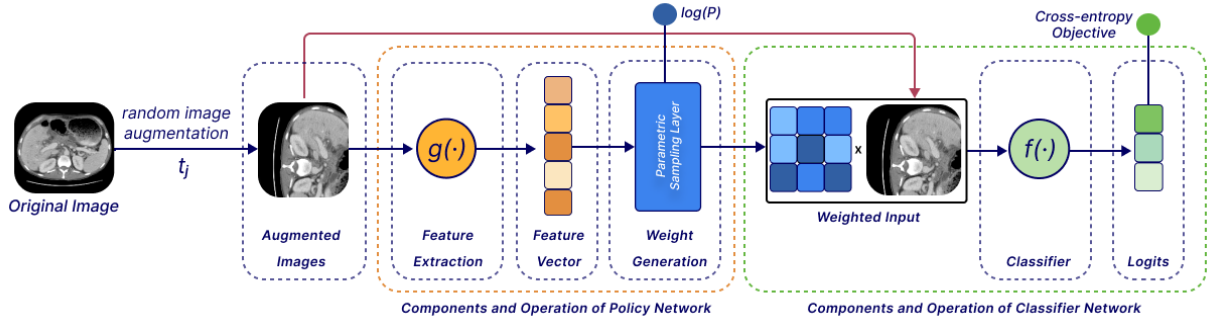 log(P)
Cross-entropy
Objective
random image
augmentation
t_j
Original Image
g(·)
Parametric
Sampling Layer
x
f(·)
Weighted Input
Augmented
Images
Feature
Extraction
Feature
Vector
Weight
Generation
Classifier
Logits
Components and Operation of Policy Network
Components and Operation of Classifier Network